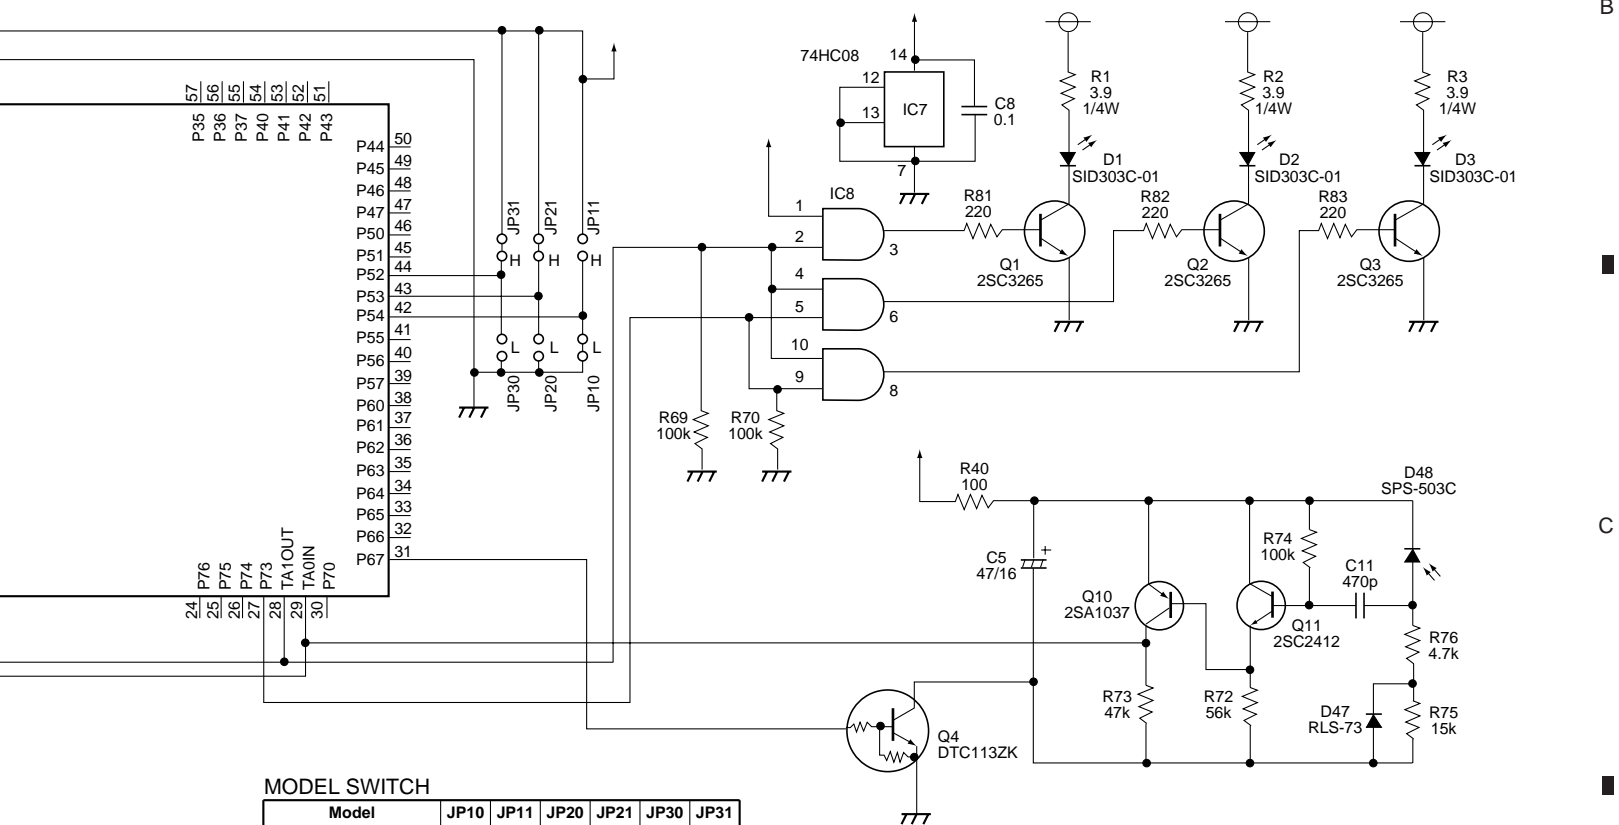 B
57
56
55
54
53
52
51
P35
P36
P37
P40
P41
P42
P43
P44 50
P45 49
P46 48
P47 47
P50 46
P51 45
P52 44
P53 43
P54 42
P55 41
P56 40
P57 39
P60 38
P61 37
P62 36
P63 35
P64 34
P65 33
P66 32
P67 31
P76
P75
P74
P73
TA1OUT
TA0IN
P70
24
25
26
27
28
29
30
JP31
JP21
JP11
H
H
H
L
L
L
JP30
JP20
JP10
74HC08
14
12
13
IC7
7
C8
0.1
IC8
1
2
3
4
5
6
10
9
8
R69
100k
R70
100k
R1
3.9
1/4W
D1
SID303C-01
R81
220
Q1
2SC3265
R2
3.9
1/4W
D2
SID303C-01
R82
220
Q2
2SC3265
R3
3.9
1/4W
D3
SID303C-01
R83
220
Q3
2SC3265
R40
100
C5
47/16
+
Q10
2SA1037
R73
47k
R72
56k
R74
100k
Q11
2SC2412
C11
470p
D48
SPS-503C
R76
4.7k
D47
RLS-73
R75
15k
Q4
DTC113ZK
C
MODEL SWITCH
Model JP10 JP11 JP20 JP21 JP30 JP31